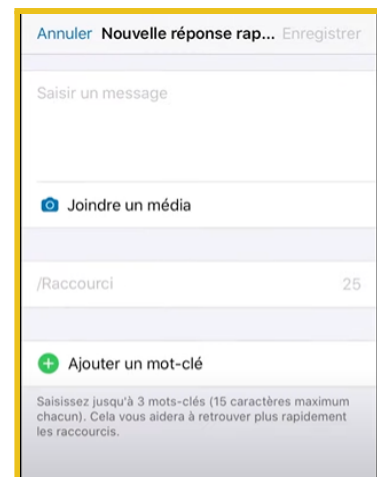 Annuler Nouvelle réponse rap... Enregistrer
Saisir un message
Joindre un média
/Raccourci 25
Ajouter un mot-clé
Saisissez jusqu'à 3 mots-clés (15 caractères maximum
chacun). Cela vous aidera à retrouver plus rapidement
les raccourcis.